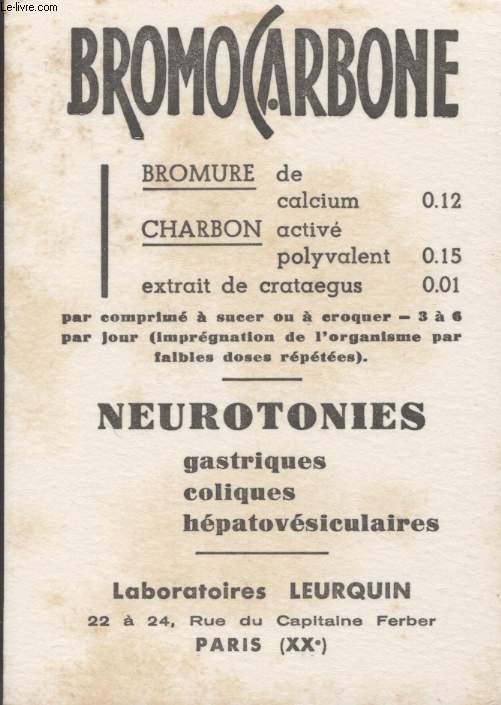 Le-livre.com
BROMOCARBONE
BROMURE de
calcium 0.12
CHARBON activé
polyvalent 0.15
extrait de crataegus 0.01
par comprimé à sucer ou à croquer — 3 à 6
par jour (imprégnation de l'organisme par
faibles doses répétées).
NEUROTONIES
gastriques
coliques
hépatovésiculaires
Laboratoires LEURQUIN
22 à 24, Rue du Capitaine Ferber
PARIS (XXe)